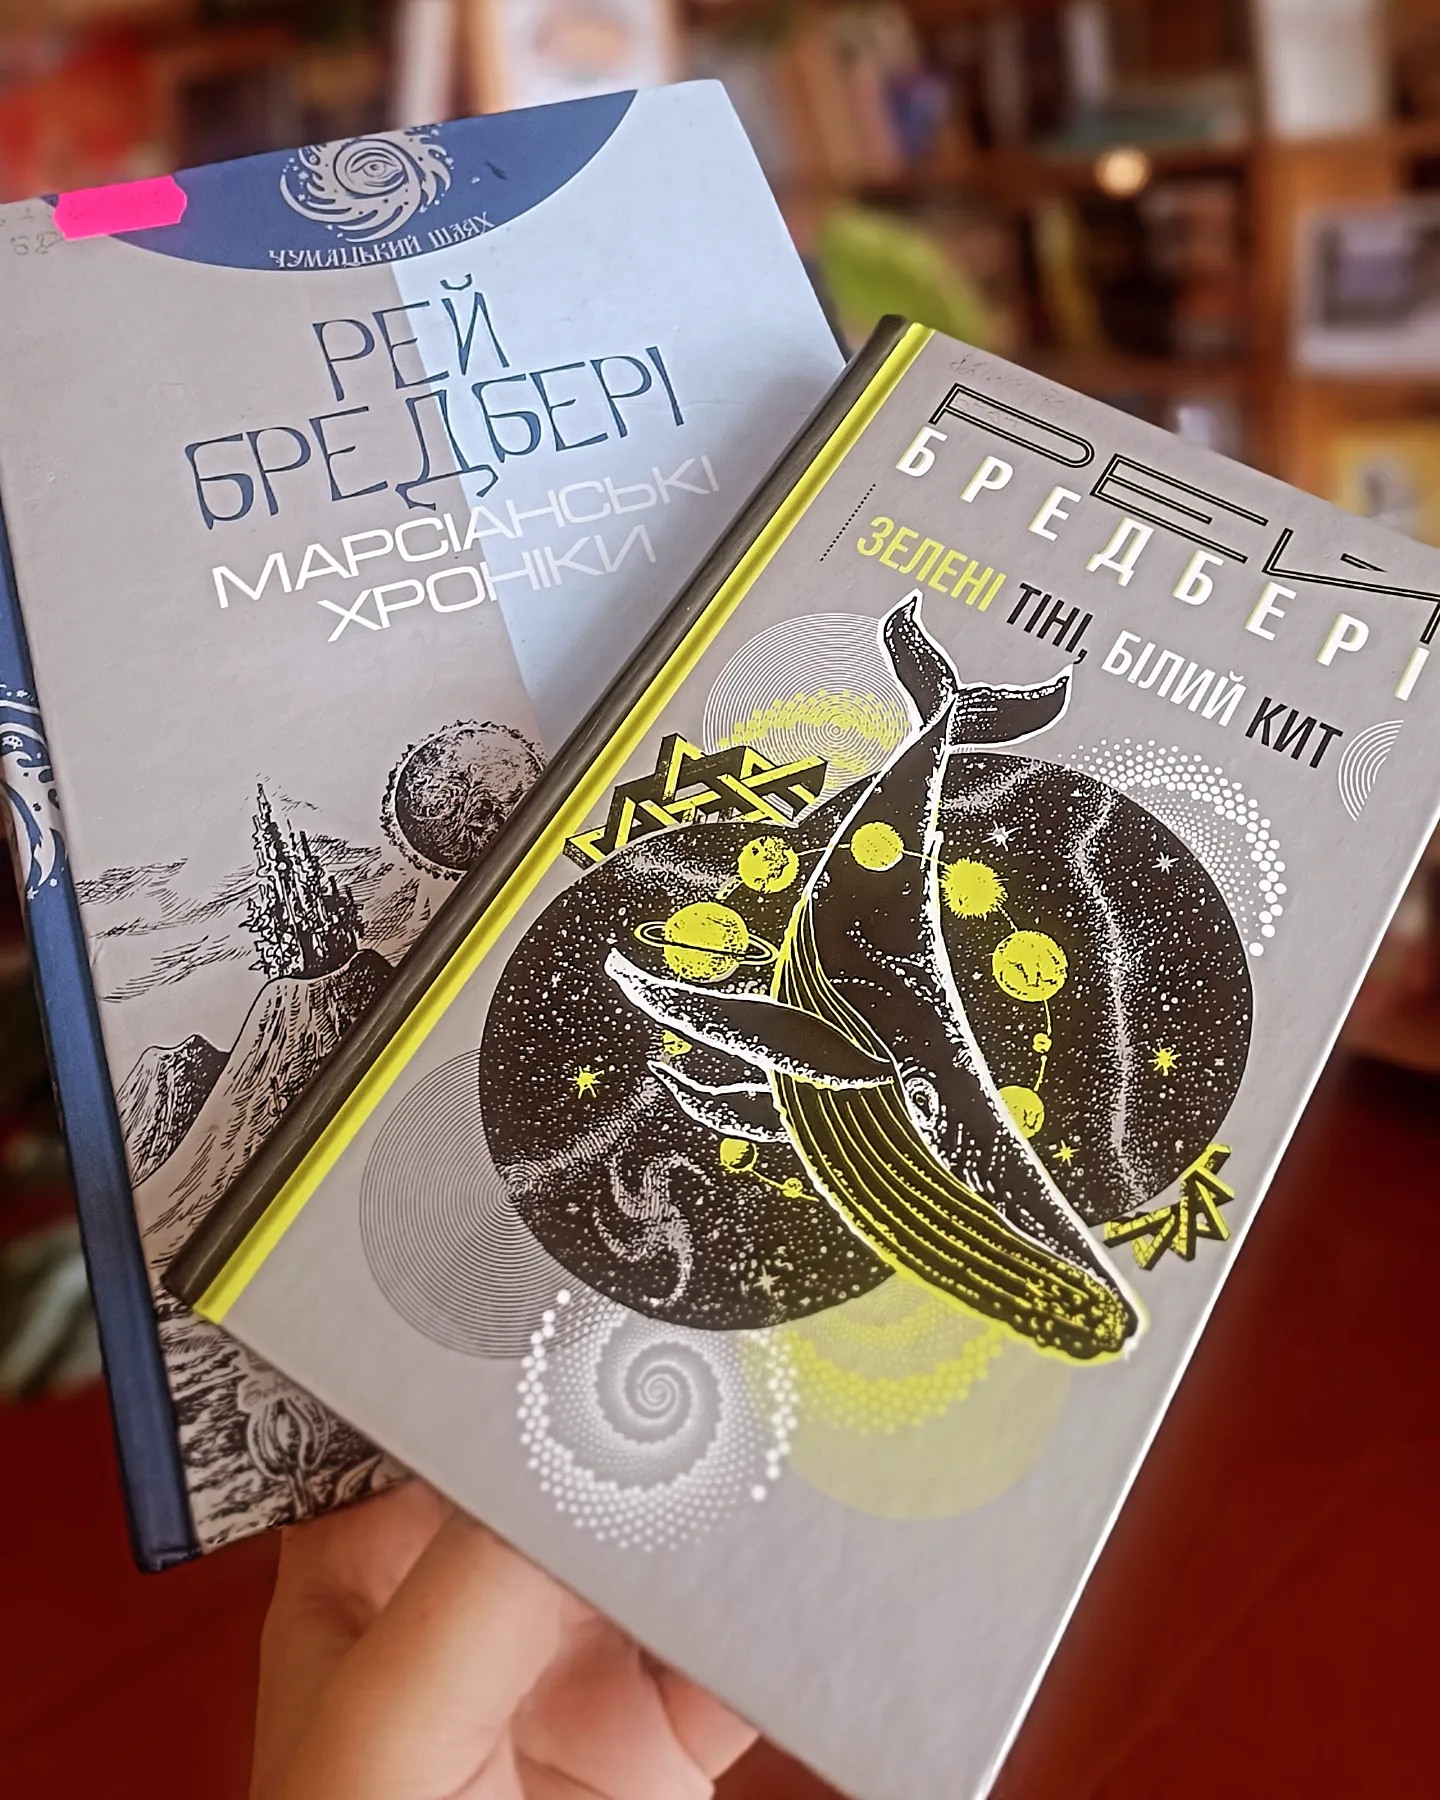 ЧУМАЦЬКИЙ ШЛЯХ
РЕЙ
БРЕДБЕРІ
МАРСІАНСЬКІ
ХРОНІКИ
РЕЙ
БРЕДБЕРІ
ЗЕЛЕНІ ТІНІ, БІЛИЙ КИТ